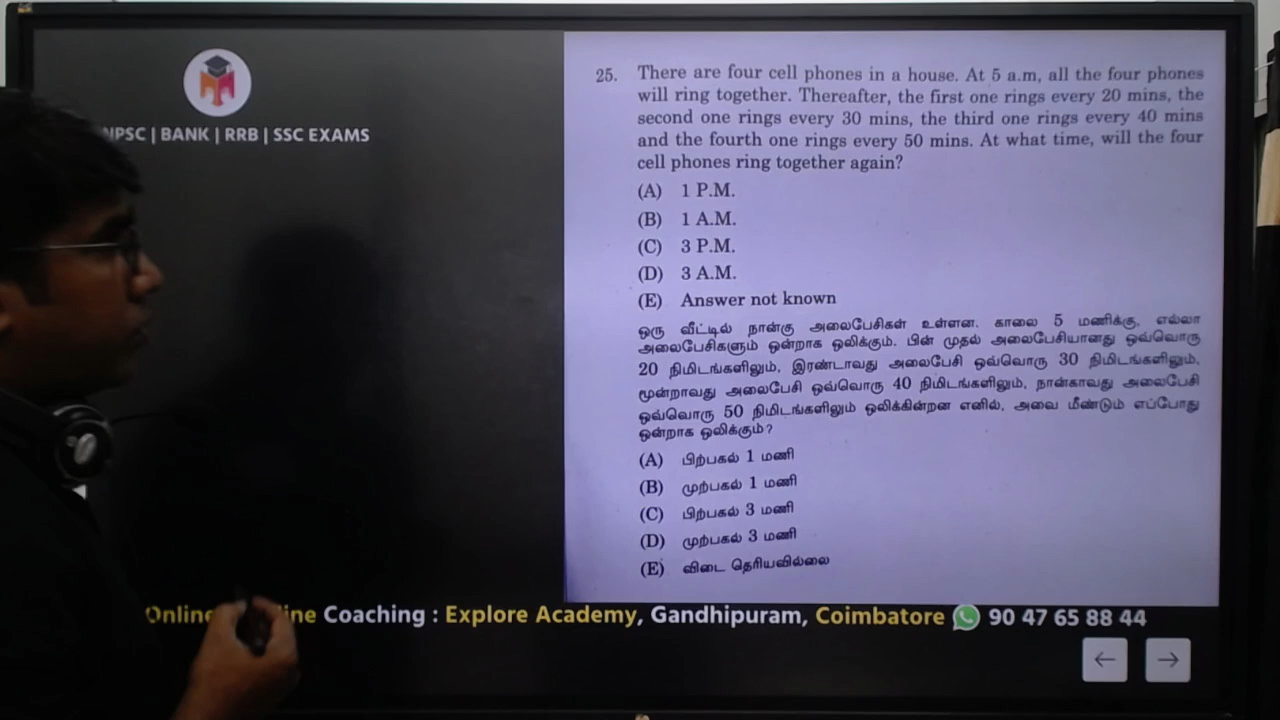 NPSC | BANK | RRB | SSC EXAMS
25. There are four cell phones in a house. At 5 a.m, all the four phones
will ring together. Thereafter, the first one rings every 20 mins, the
second one rings every 30 mins, the third one rings every 40 mins
and the fourth one rings every 50 mins. At what time, will the four
cell phones ring together again?
(A) 1 P.M.
(B) 1 A.M.
(C) 3 P.M.
(D) 3 A.M.
(E) Answer not known
ஒரு வீட்டில் நான்கு அலைபேசிகள் உள்ளன. காலை 5 மணிக்கு, எல்லா
அலைபேசிகளும் ஒன்றாக ஒலிக்கும். பின் முதல் அலைபேசியானது ஒவ்வொரு
20 நிமிடங்களிலும், இரண்டாவது அலைபேசி ஒவ்வொரு 30 நிமிடங்களிலும்,
மூன்றாவது அலைபேசி ஒவ்வொரு 40 நிமிடங்களிலும், நான்காவது அலைபேசி
ஒவ்வொரு 50 நிமிடங்களிலும் ஒலிக்கின்றன எனில், அவை மீண்டும் எப்போது
ஒன்றாக ஒலிக்கும்?
(A) பிற்பகல் 1 மணி
(B) முற்பகல் 1 மணி
(C) பிற்பகல் 3 மணி
(D) முற்பகல் 3 மணி
(E) விடை தெரியவில்லை
Online ine Coaching : Explore Academy, Gandhipuram, Coimbatore 90 47 65 88 44